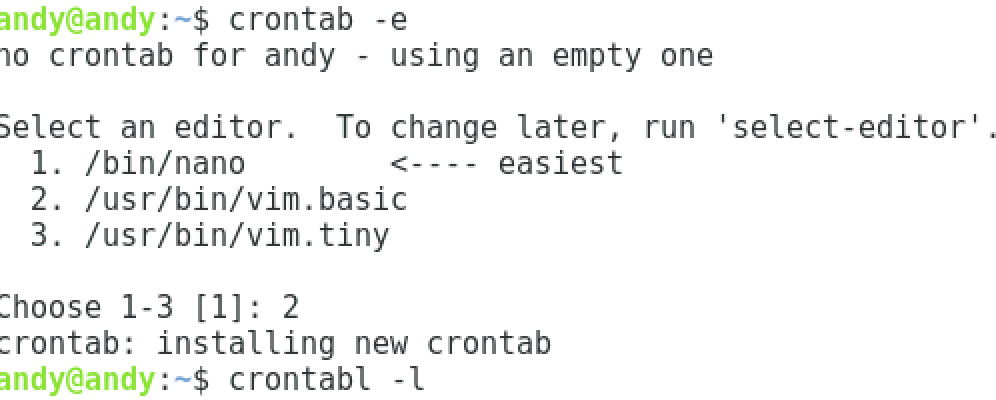 andy@andy:~$ crontab -e
no crontab for andy - using an empty one
Select an editor.  To change later, run 'select-editor'.
  1. /bin/nano        <---- easiest
  2. /usr/bin/vim.basic
  3. /usr/bin/vim.tiny
Choose 1-3 [1]: 2
crontab: installing new crontab
andy@andy:~$ crontabl -l